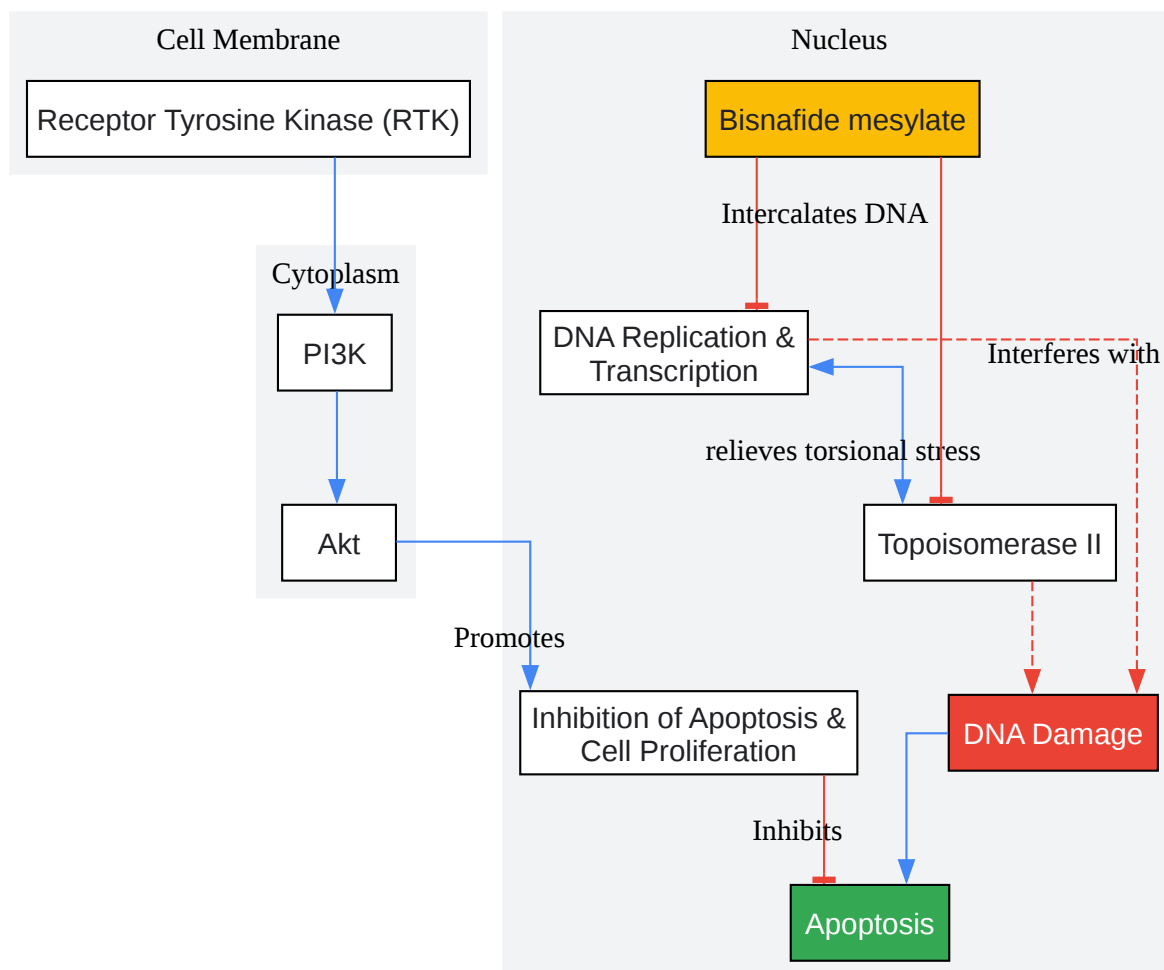 Cell Membrane
Receptor Tyrosine Kinase (RTK)
Cytoplasm
PI3K
Akt
Promotes
Nucleus
Bisnafide mesylate
Intercalates DNA
DNA Replication &
Transcription
Interferes with
relieves torsional stress
Topoisomerase II
Inhibition of Apoptosis &
Cell Proliferation
DNA Damage
Inhibits
Apoptosis